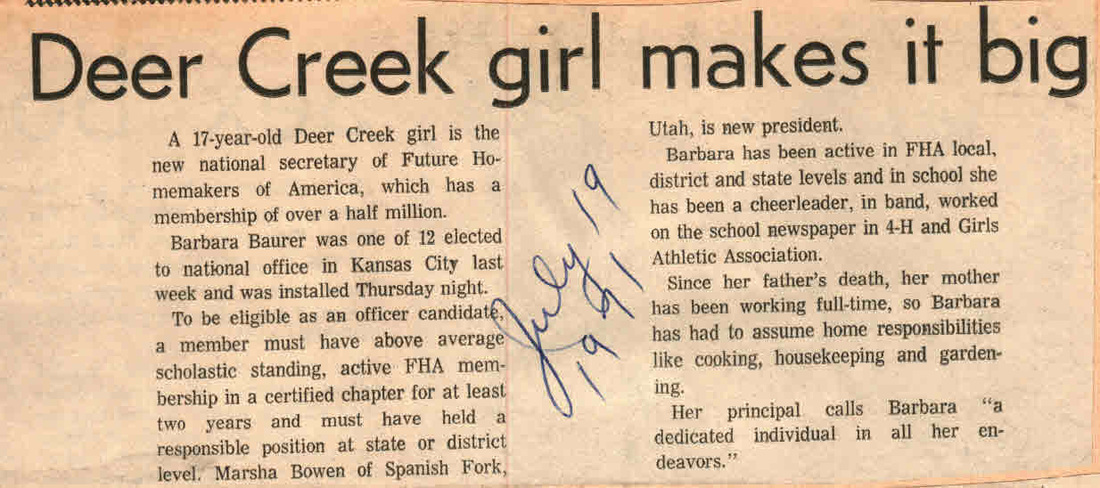 Deer Creek girl makes it big
A 17-year-old Deer Creek girl is the
new national secretary of Future Ho-
memakers of America, which has a
membership of over a half million.
Barbara Baurer was one of 12 elected
to national office in Kansas City last
week and was installed Thursday night.
To be eligible as an officer candidate,
a member must have above average
scholastic standing, active FHA mem-
bership in a certified chapter for at least
two years and must have held a
responsible position at state or district
level. Marsha Bowen of Spanish Fork,
July 19
1971
Utah, is new president.
Barbara has been active in FHA local,
district and state levels and in school she
has been a cheerleader, in band, worked
on the school newspaper in 4-H and Girls
Athletic Association.
Since her father's death, her mother
has been working full-time, so Barbara
has had to assume home responsibilities
like cooking, housekeeping and garden-
ing.
Her principal calls Barbara “a
dedicated individual in all her en-
deavors.”